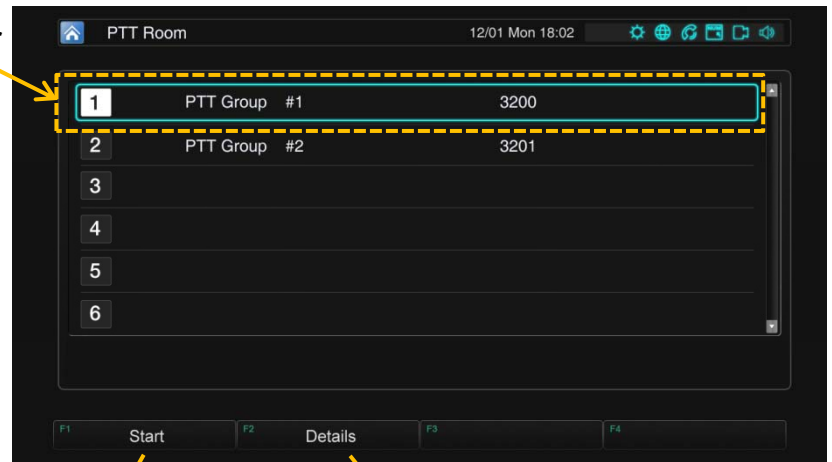 PTT Room 12/01 Mon 18:02
1 PTT Group #1 3200
2 PTT Group #2 3201
3
4
5
6
F1 Start F2 Details F3 F4